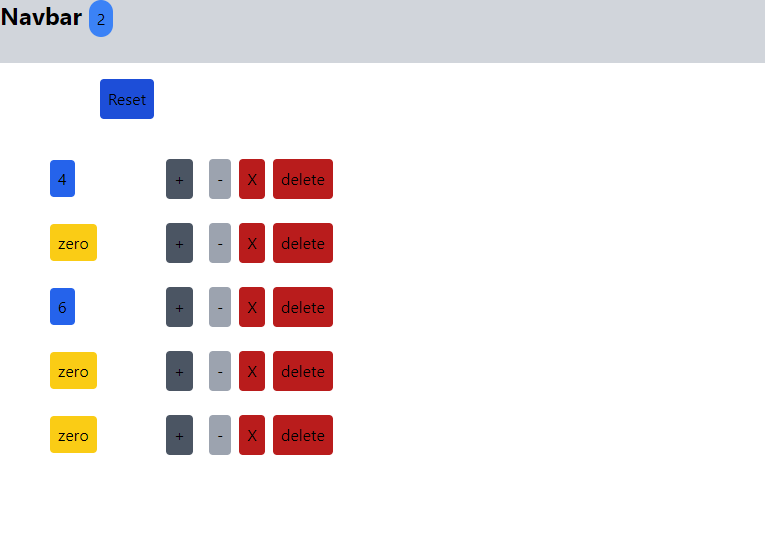 Navbar 2
Reset
4 + - X delete
zero + - X delete
6 + - X delete
zero + - X delete
zero + - X delete